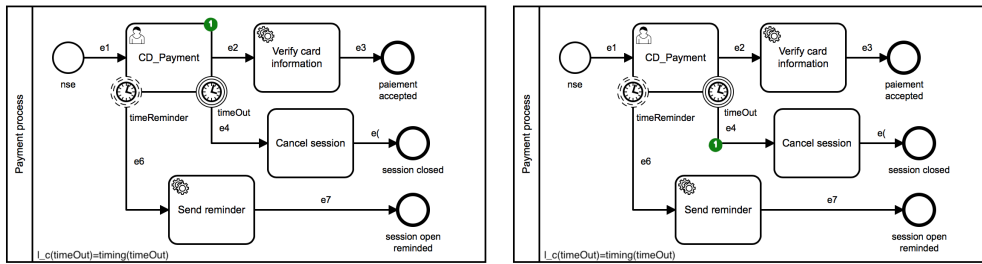 Payment process
nse
e1
CD_Payment
1
e2
Verify card
information
e3
paiement
accepted
timeReminder
timeOut
e4
Cancel session
e(
session closed
e6
Send reminder
e7
session open
reminded
l_c(timeOut)=timing(timeOut)
Payment process
nse
e1
CD_Payment
e2
Verify card
information
e3
paiement
accepted
timeReminder
timeOut
e4
1
Cancel session
e(
session closed
e6
Send reminder
e7
session open
reminded
l_c(timeOut)=timing(timeOut)